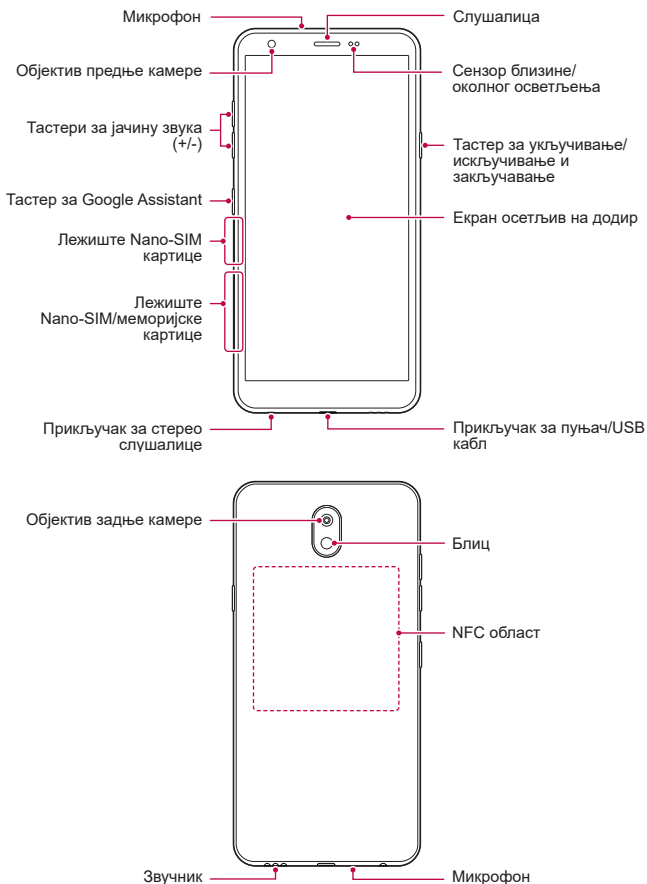 Микрофон
Слушалица
Објектив предње камере
Сензор близине/
околног осветљења
Тастери за јачину звука
(+/-)
Тастер за укључивање/
искључивање и
закључавање
Тастер за Google Assistant
Екран осетљив на додир
Лежиште Nano-SIM
картице
Лежиште
Nano-SIM/меморијске
картице
Прикључак за стерео
слушалице
Прикључак за пуњач/USB
кабл
Објектив задње камере
Блиц
NFC област
Звучник
Микрофон